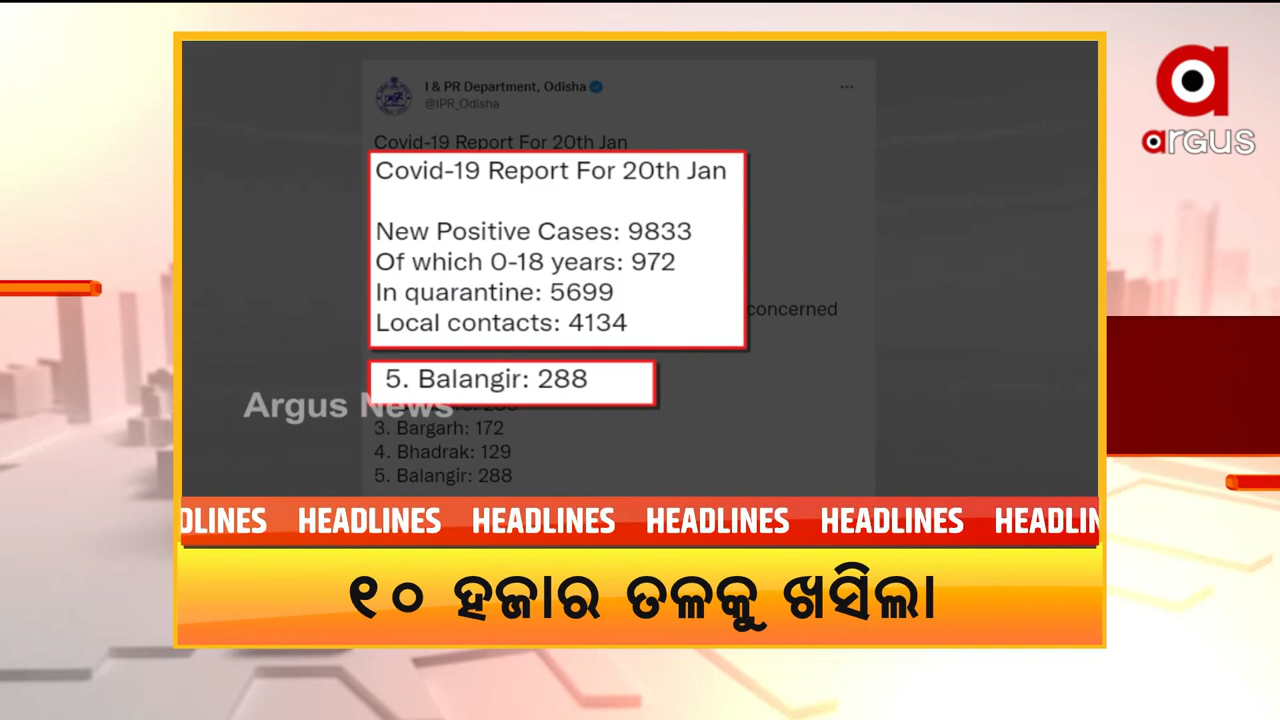 I & PR Department, Odisha
@IPR_Odisha
Covid-19 Report For 20th Jan
Covid-19 Report For 20th Jan
New Positive Cases: 9833
Of which 0-18 years: 972
In quarantine: 5699
Local contacts: 4134
concerned
5. Balangir: 288
Argus News
3. Bargarh: 172
4. Bhadrak: 129
5. Balangir: 288
argus
DLINES HEADLINES HEADLINES HEADLINES HEADLINES HEADLIN
୧୦ ହଜାର ତଳକୁ ଖସିଲା